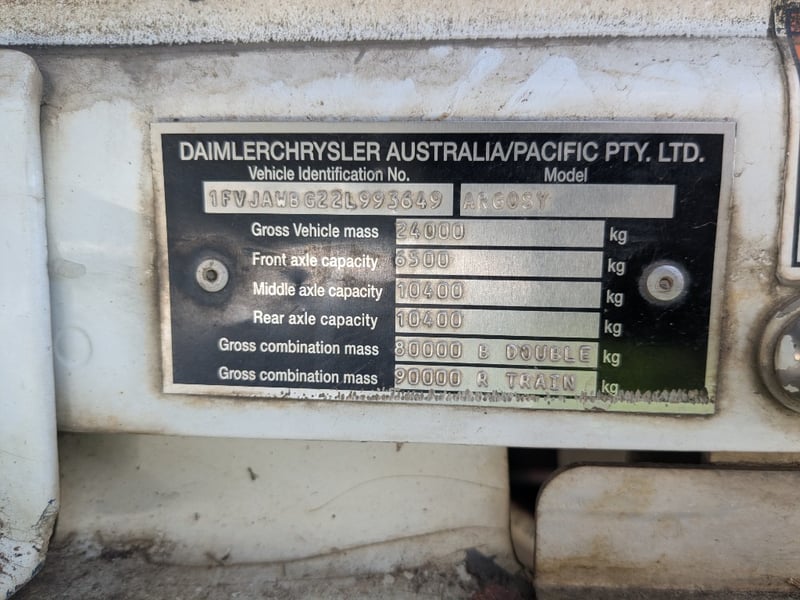 DAIMLERCHRYSLER AUSTRALIA/PACIFIC PTY. LTD.
Vehicle Identification No. Model
1FVJAWBG22L993649 ARGOSY
Gross Vehicle mass 24000 kg
Front axle capacity 6500 kg
Middle axle capacity 10400 kg
Rear axle capacity 10400 kg
Gross combination mass 80000 B DOUBLE kg
Gross combination mass 90000 R TRAIN kg